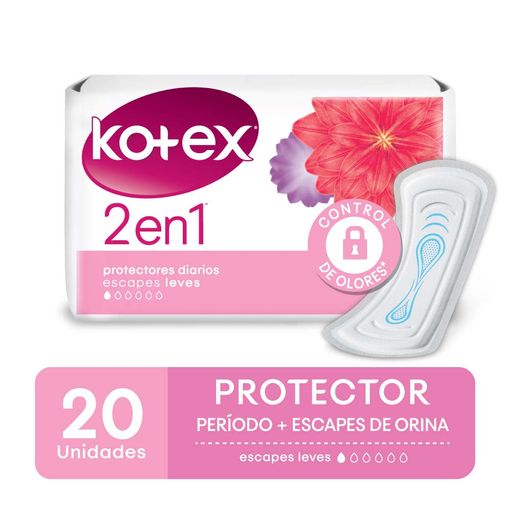 kotex
2en1
protectores diarios
escapes leves
CONTROL
DE OLORES*
20
Unidades
PROTECTOR
PERÍODO + ESCAPES DE ORINA
escapes leves